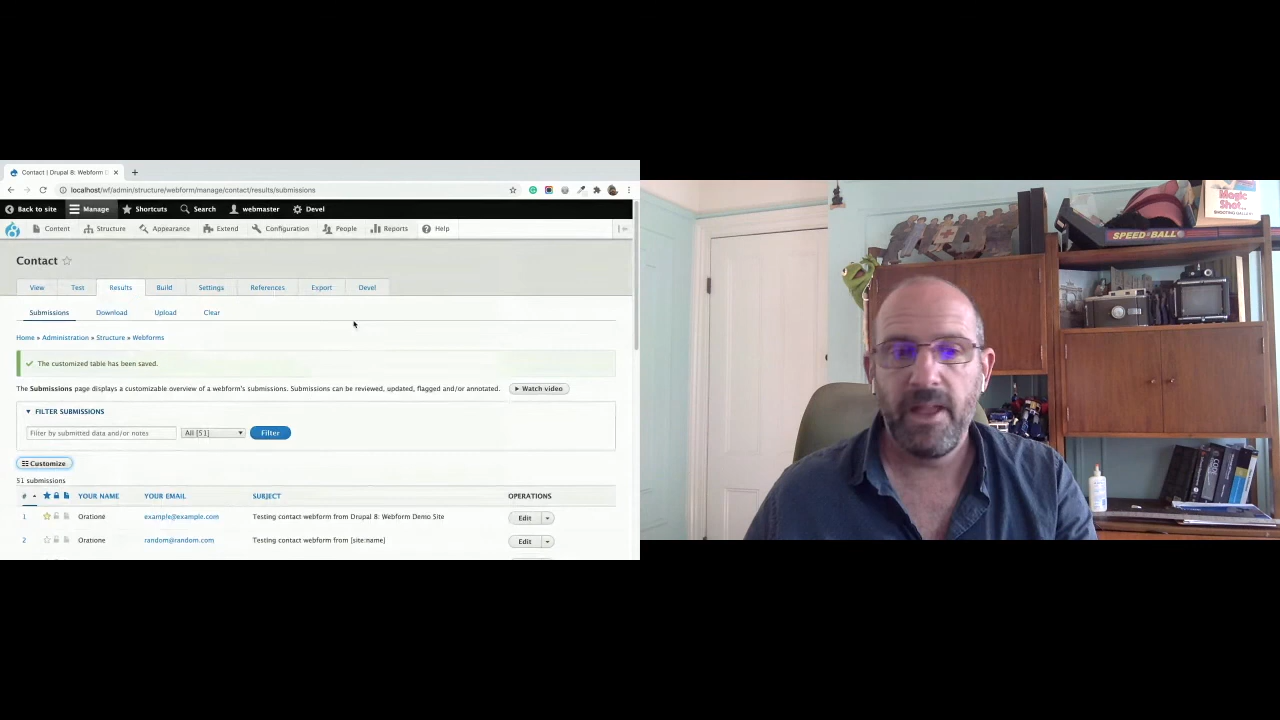 Contact | Drupal 8: Webform D
localhost/wf/admin/structure/webform/manage/contact/results/submissions
Back to site Manage Shortcuts Search webmaster Devel
Content Structure Appearance Extend Configuration People Reports Help
Contact
View Test Results Build Settings References Export Devel
Submissions Download Upload Clear
Home » Administration » Structure » Webforms
The customized table has been saved.
The Submissions page displays a customizable overview of a webform's submissions. Submissions can be reviewed, updated, flagged and/or annotated. Watch video
FILTER SUBMISSIONS
Filter by submitted data and/or notes All [51] Filter
Customize
51 submissions
# YOUR NAME YOUR EMAIL SUBJECT OPERATIONS
1 Oratione example@example.com Testing contact webform from Drupal 8: Webform Demo Site Edit
2 Oratione random@random.com Testing contact webform from [site:name] Edit
Magic
Shot...
SHOOTING GALLERY
SPEED BALL
CODE